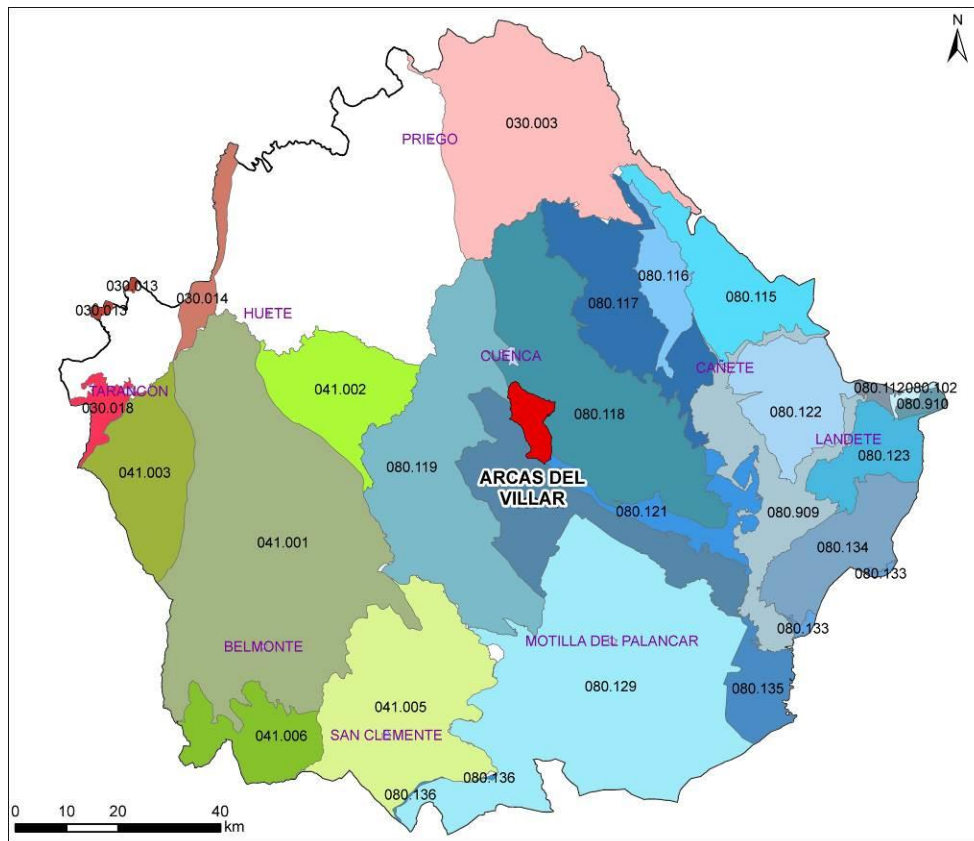 N
030.003
PRIEGO
080.116
030.013
030.013
030.014
080.117
080.115
HUETE
CUENCA
CAÑETE
TARANCÓN
030.018
041.002
080.112
080.102
080.910
080.118
080.122
LANDETE
080.123
041.003
080.119
ARCAS DEL
VILLAR
080.121
080.909
041.001
080.134
080.133
080.133
BELMONTE
MOTILLA DEL PALANCAR
080.129
080.135
041.005
041.006
SAN CLEMENTE
080.136
080.136
0 10 20 40
km